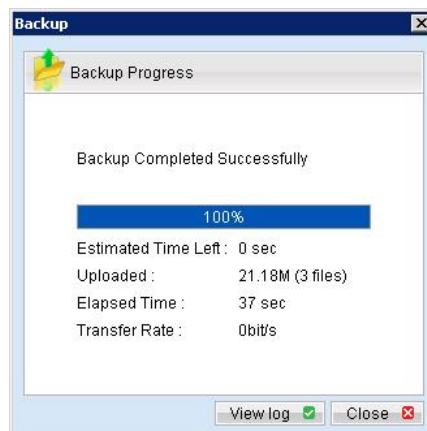 Backup
Backup Progress
Backup Completed Successfully
100%
Estimated Time Left : 0 sec
Uploaded : 21.18M (3 files)
Elapsed Time : 37 sec
Transfer Rate : 0bit/s
View log Close